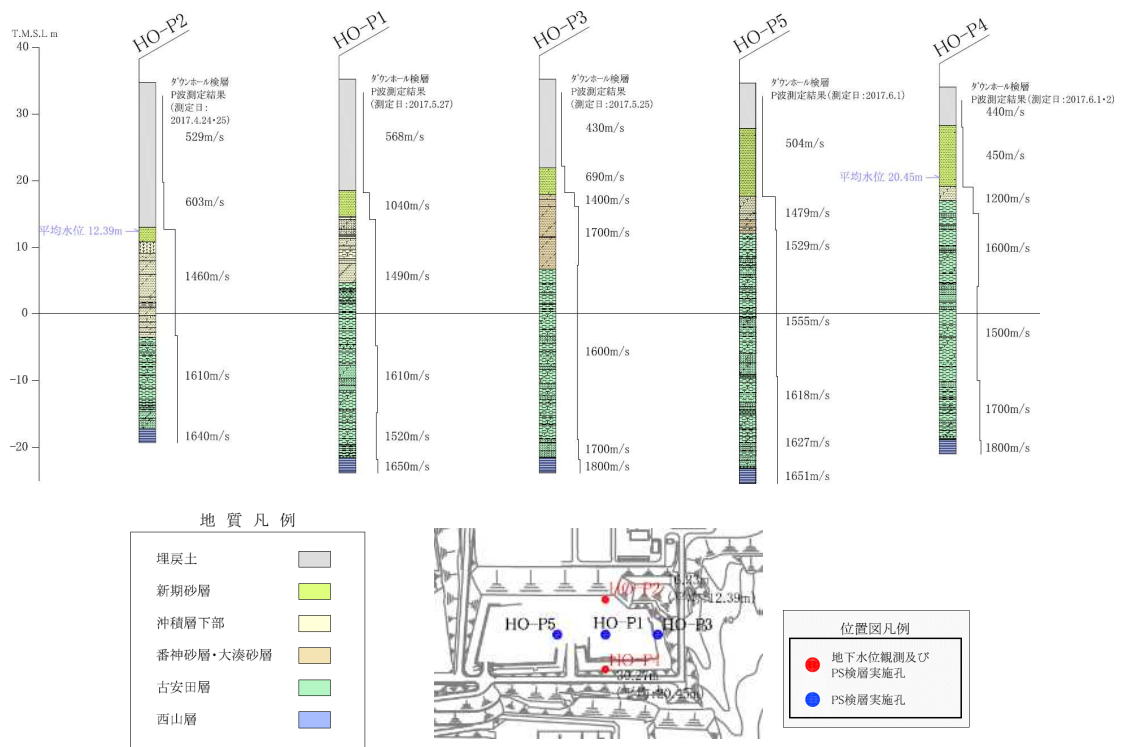 T.M.S.L m
40
30
20
10
0
-10
-20
HO-P2
ダウンホール検層
P波測定結果
(測定日:
2017.4.24・25)
529m/s
603m/s
平均水位 12.39m
1460m/s
1610m/s
1640m/s
HO-P1
ダウンホール検層
P波測定結果
(測定日:2017.5.27)
568m/s
1040m/s
1490m/s
1610m/s
1520m/s
1650m/s
HO-P3
ダウンホール検層
P波測定結果
(測定日:2017.5.25)
430m/s
690m/s
1400m/s
1700m/s
1600m/s
1700m/s
1800m/s
HO-P5
ダウンホール検層
P波測定結果(測定日:2017.6.1)
504m/s
1479m/s
1529m/s
1555m/s
1618m/s
1627m/s
1651m/s
HO-P4
ダウンホール検層
P波測定結果(測定日:2017.6.1・2)
440m/s
450m/s
平均水位 20.45m
1200m/s
1600m/s
1500m/s
1700m/s
1800m/s
地質凡例
埋戻土
新期砂層
沖積層下部
番神砂層・大湊砂層
古安田層
西山層
HO-P2
HO-P5
HO-P1
HO-P3
位置図凡例
地下水位観測及び
PS検層実施孔
PS検層実施孔